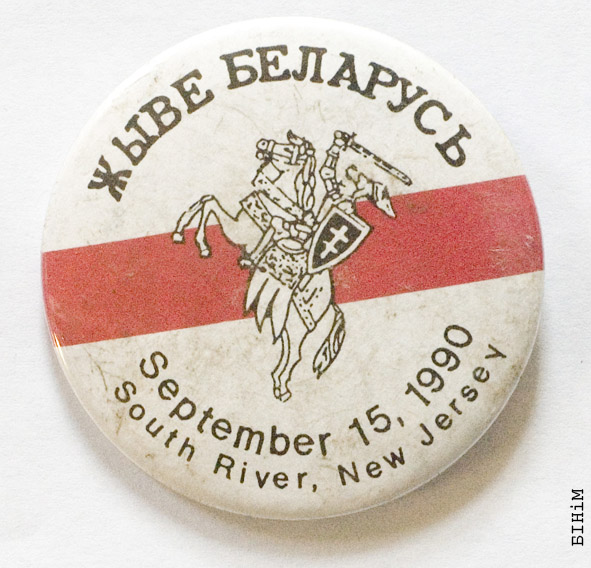 ЖЫВЕ БЕЛАРУСЬ
September 15, 1990
South River, New Jersey
БІНіМ